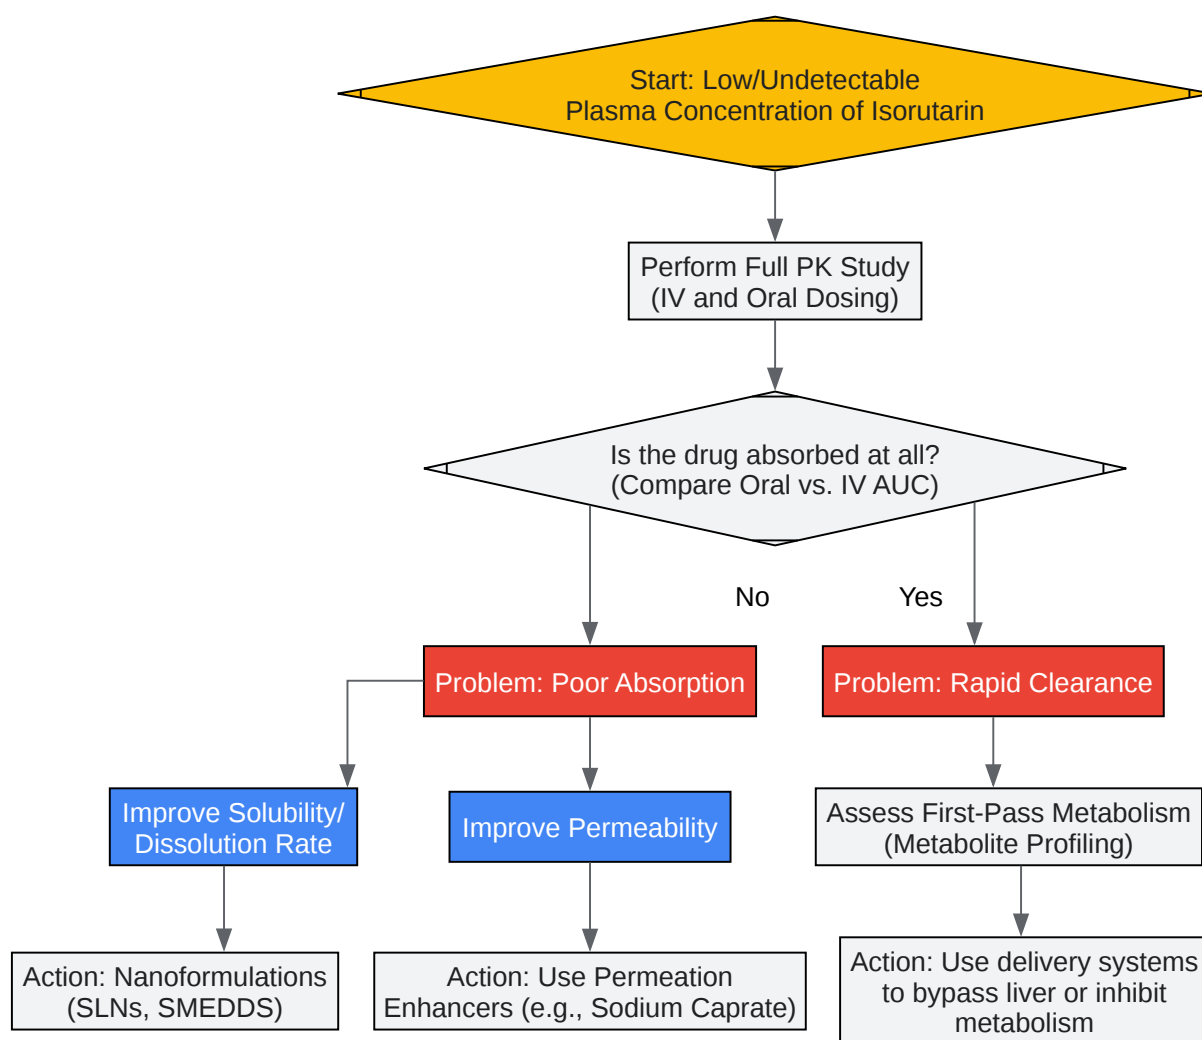 Start: Low/Undetectable
Plasma Concentration of Isorutarin
Perform Full PK Study
(IV and Oral Dosing)
Is the drug absorbed at all?
(Compare Oral vs. IV AUC)
No
Yes
Problem: Poor Absorption
Problem: Rapid Clearance
Improve Solubility/
Dissolution Rate
Improve Permeability
Assess First-Pass Metabolism
(Metabolite Profiling)
Action: Nanoformulations
(SLNs, SMEDDS)
Action: Use Permeation
Enhancers (e.g., Sodium Caprate)
Action: Use delivery systems
to bypass liver or inhibit
metabolism